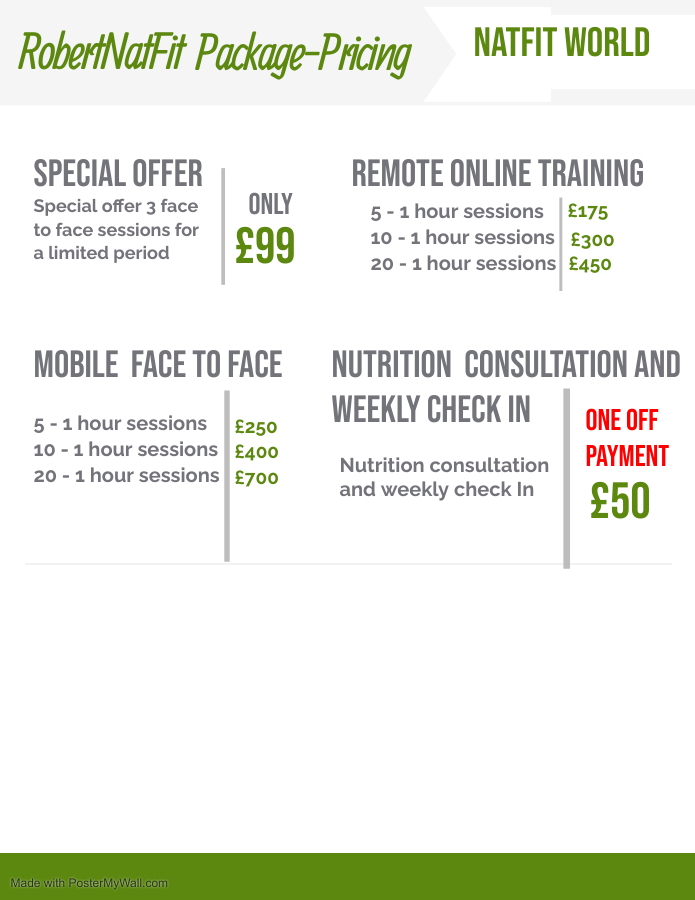 RobertNatFit Package-Pricing
NATFIT WORLD
SPECIAL OFFER
Special offer 3 face
to face sessions for
a limited period
ONLY
£99
REMOTE ONLINE TRAINING
5 - 1 hour sessions £175
10 - 1 hour sessions £300
20 - 1 hour sessions £450
MOBILE FACE TO FACE
5 - 1 hour sessions £250
10 - 1 hour sessions £400
20 - 1 hour sessions £700
NUTRITION CONSULTATION AND
WEEKLY CHECK IN
Nutrition consultation
and weekly check In
ONE OFF
PAYMENT
£50
Made with PosterMyWall.com